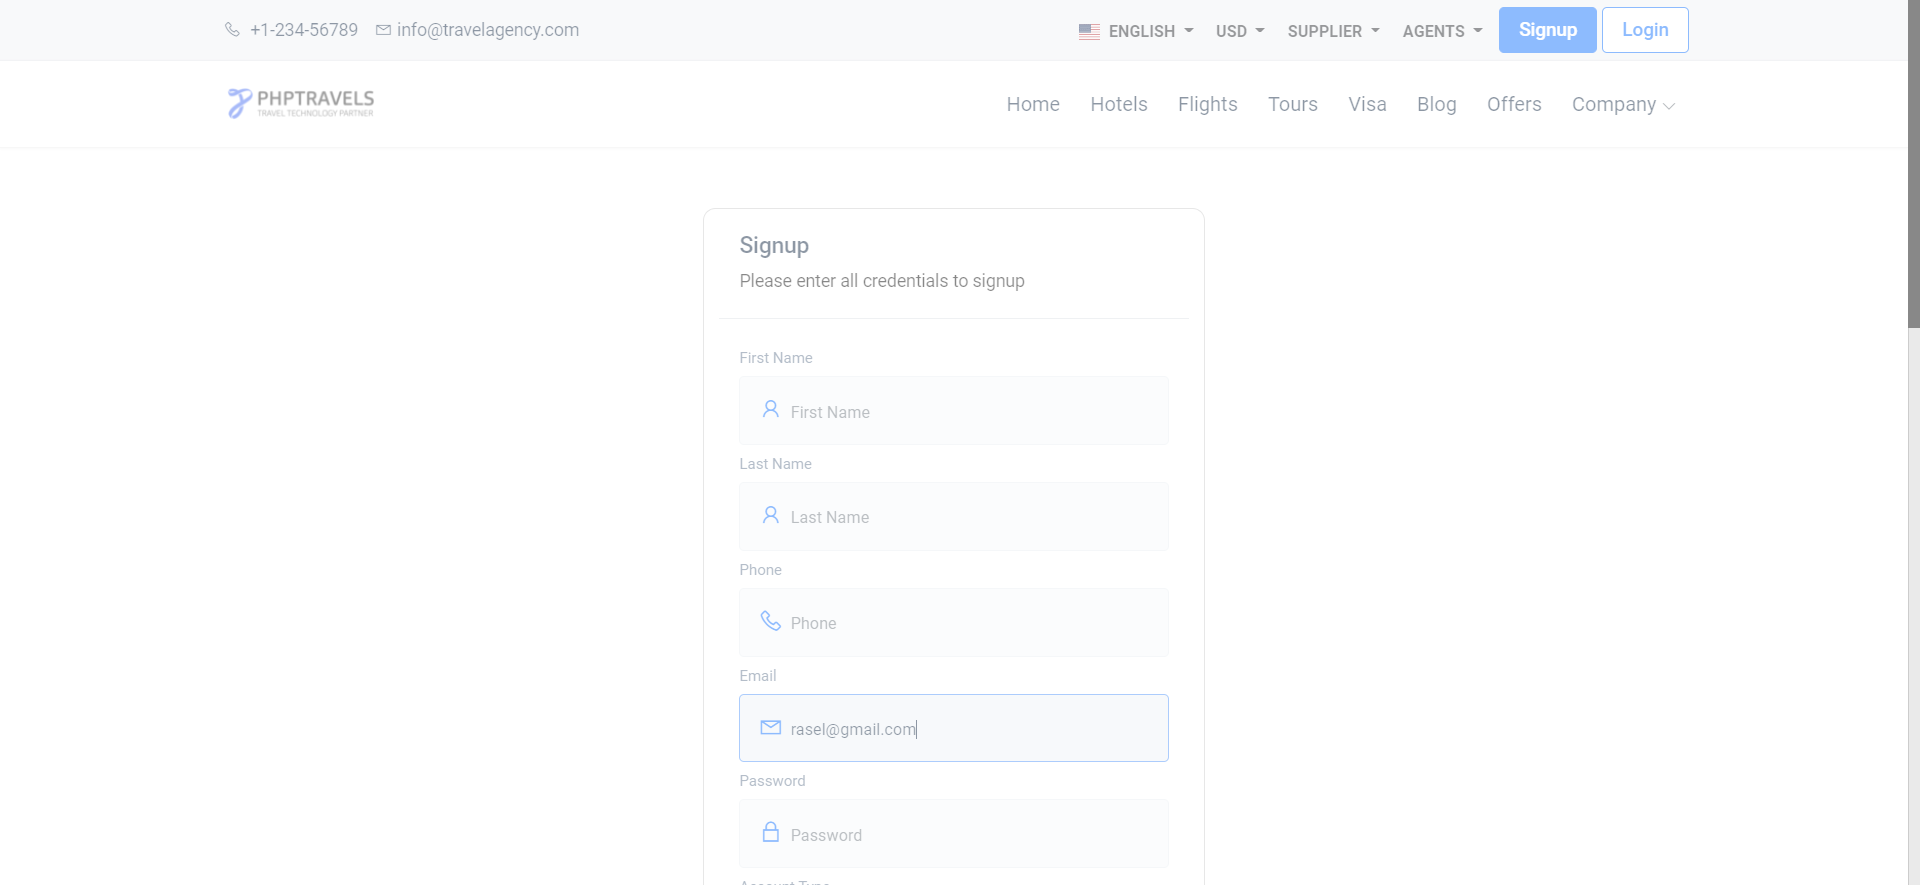 +1-234-56789 info@travelagency.com ENGLISH USD SUPPLIER AGENTS Signup Login
PHPTRAVELS
TRAVEL TECHNOLOGY PARTNER
Home Hotels Flights Tours Visa Blog Offers Company
Signup
Please enter all credentials to signup
First Name
First Name
Last Name
Last Name
Phone
Phone
Email
rasel@gmail.com
Password
Password
Account Type